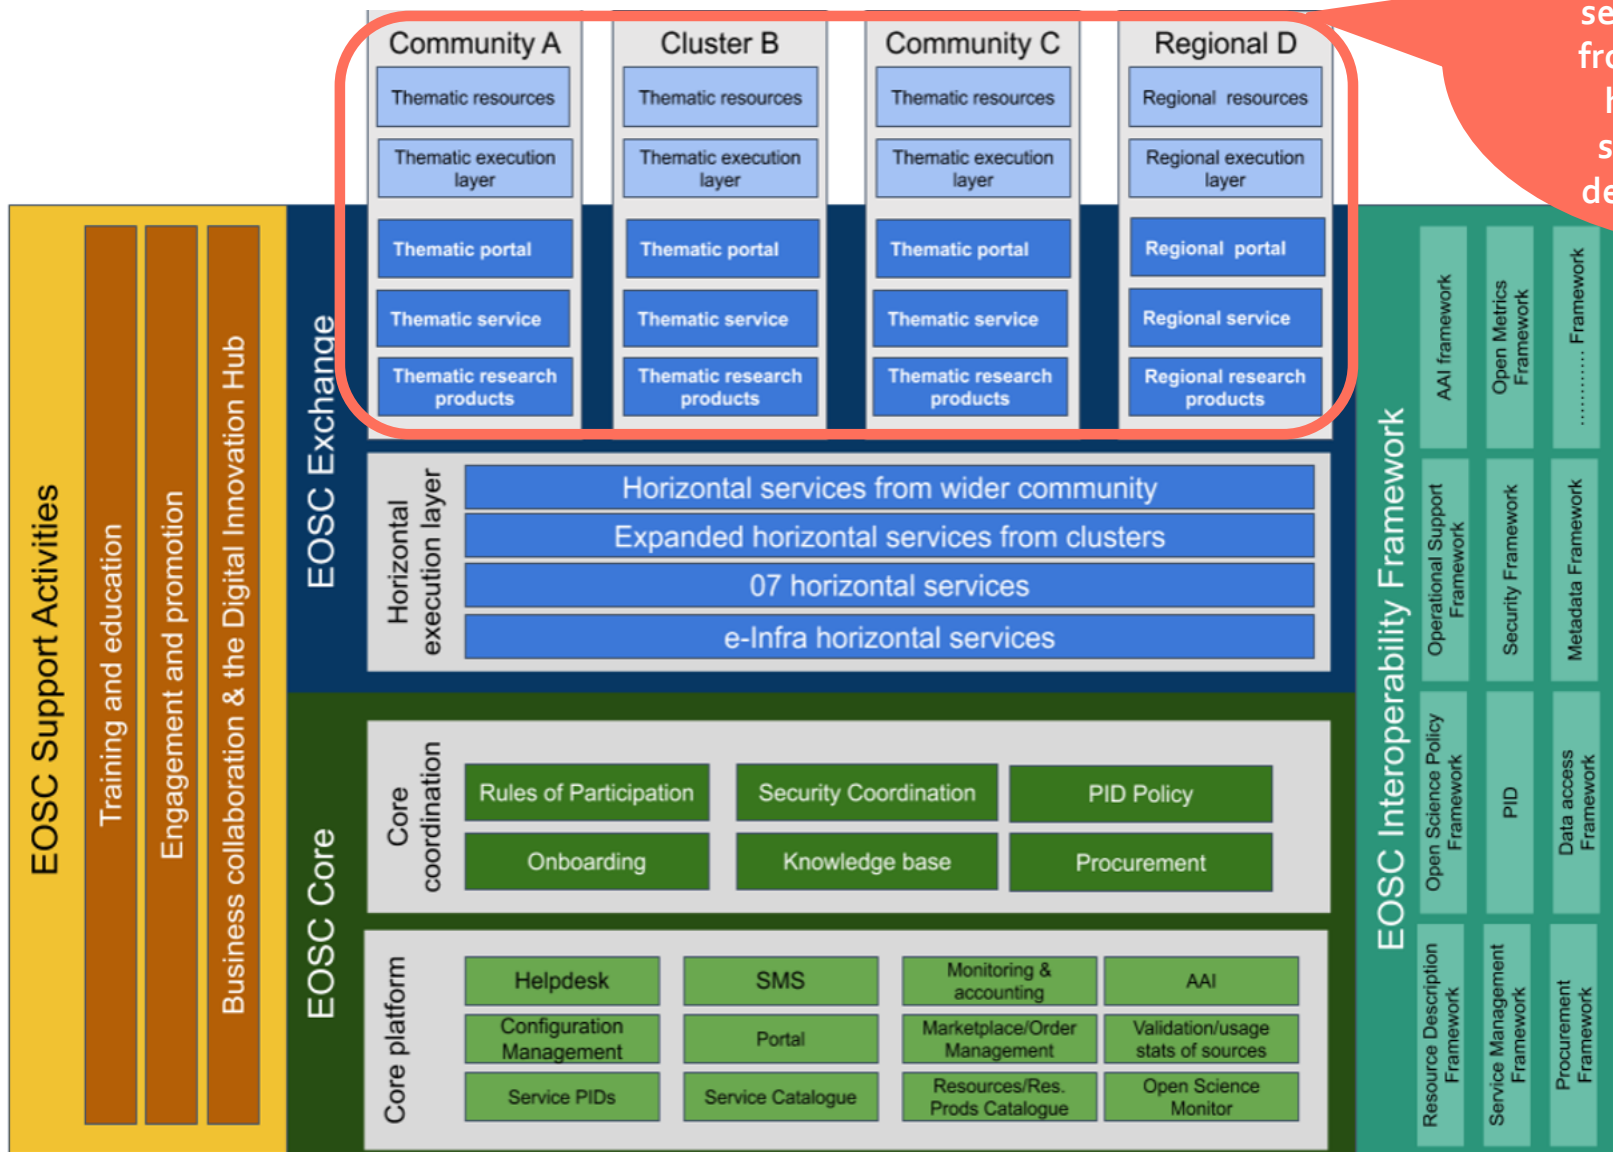 Community A
Cluster B
Community C
Regional D
Thematic resources
Thematic resources
Thematic resources
Regional resources
Thematic execution
layer
Thematic execution
layer
Thematic execution
layer
Regional execution
layer
Thematic portal
Thematic portal
Thematic portal
Regional portal
Thematic service
Thematic service
Thematic service
Regional service
Thematic research
products
Thematic research
products
Thematic research
products
Regional research
products
EOSC Support Activities
Training and education
Engagement and promotion
Business collaboration & the Digital Innovation Hub
EOSC Exchange
Horizontal
execution layer
Horizontal services from wider community
Expanded horizontal services from clusters
07 horizontal services
e-Infra horizontal services
EOSC Core
Core
coordination
Rules of Participation
Security Coordination
PID Policy
Onboarding
Knowledge base
Procurement
Core platform
Helpdesk
SMS
Monitoring &
accounting
AAI
Configuration
Management
Portal
Marketplace/Order
Management
Validation/usage
stats of sources
Service PIDs
Service Catalogue
Resources/Res.
Prods Catalogue
Open Science
Monitor
EOSC Interoperability Framework
AAI framework
Open Metrics
Framework
.......... Framework
Operational Support
Framework
Security Framework
Metadata Framework
Open Science Policy
Framework
PID
Data access
Framework
Resource Description
Framework
Service Management
Framework
Procurement
Framework